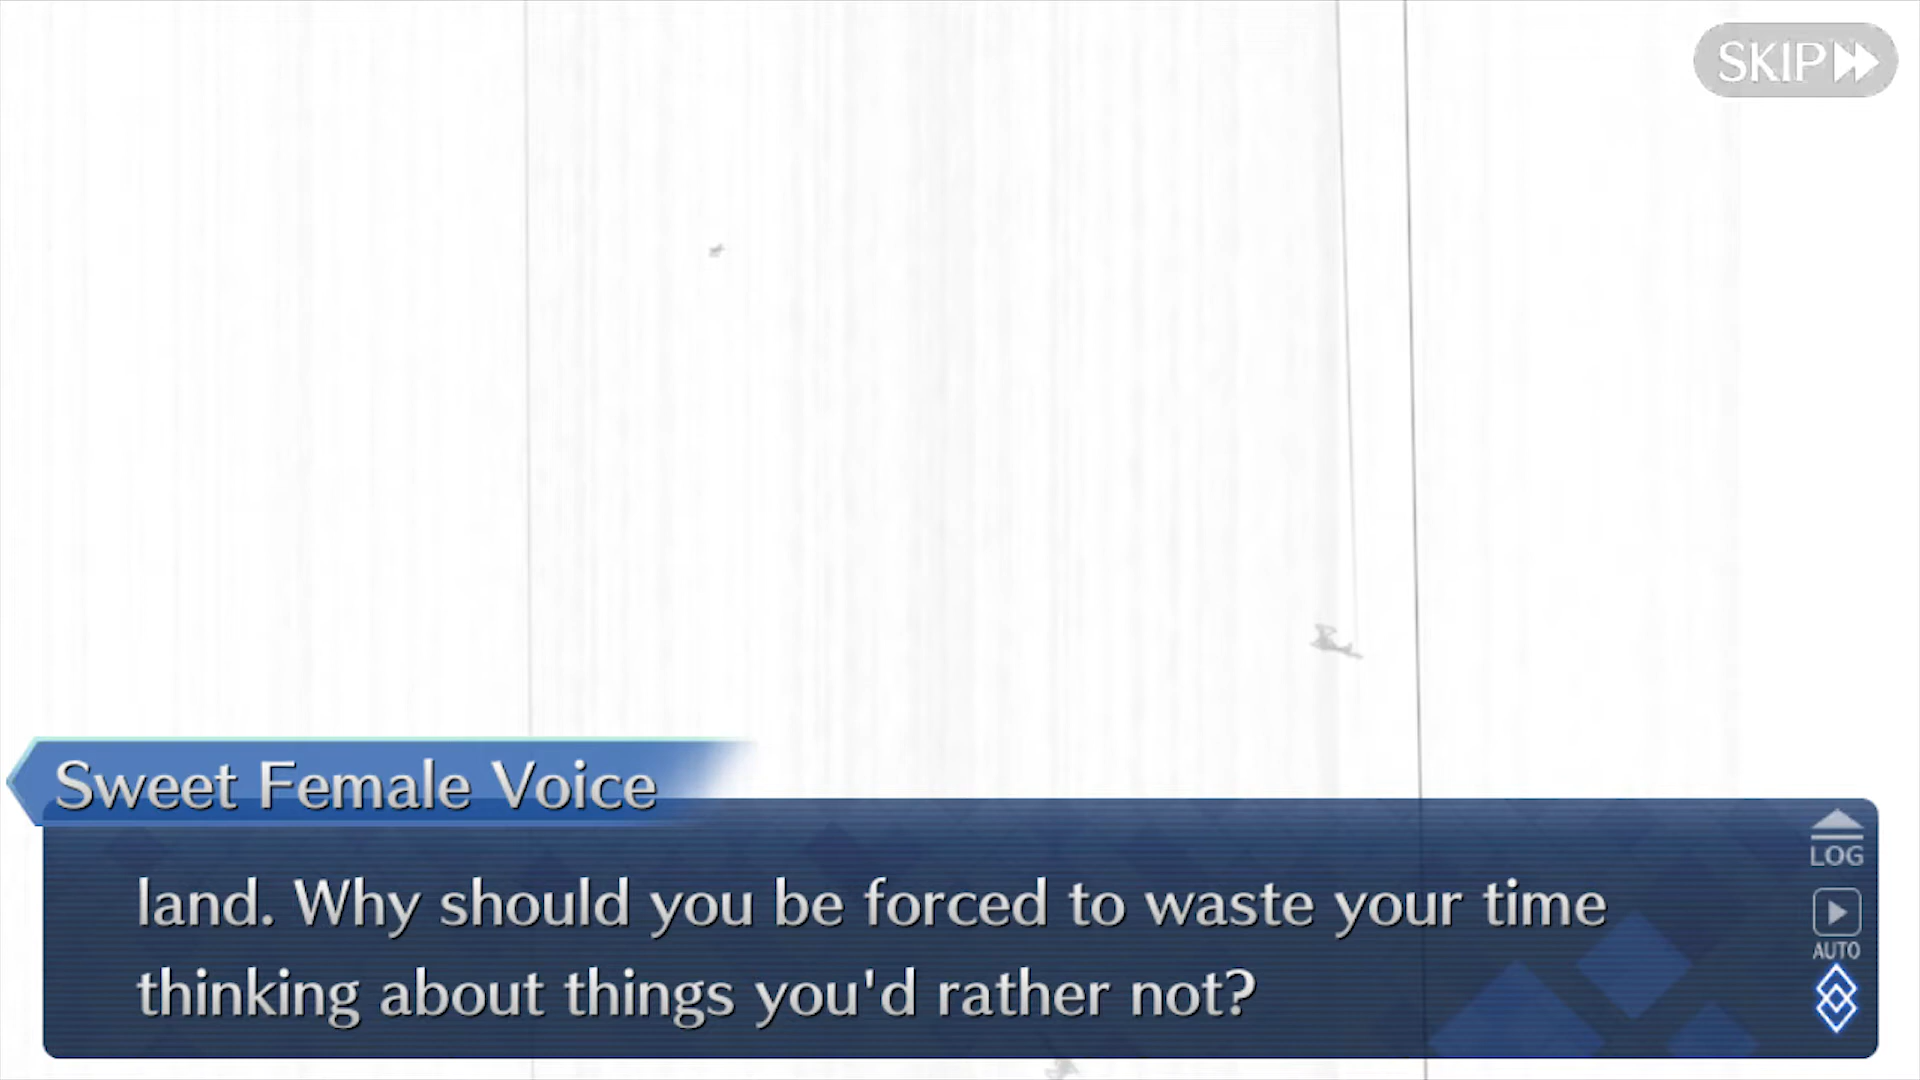 SKIP
Sweet Female Voice
land. Why should you be forced to waste your time
thinking about things you'd rather not?
LOG
AUTO